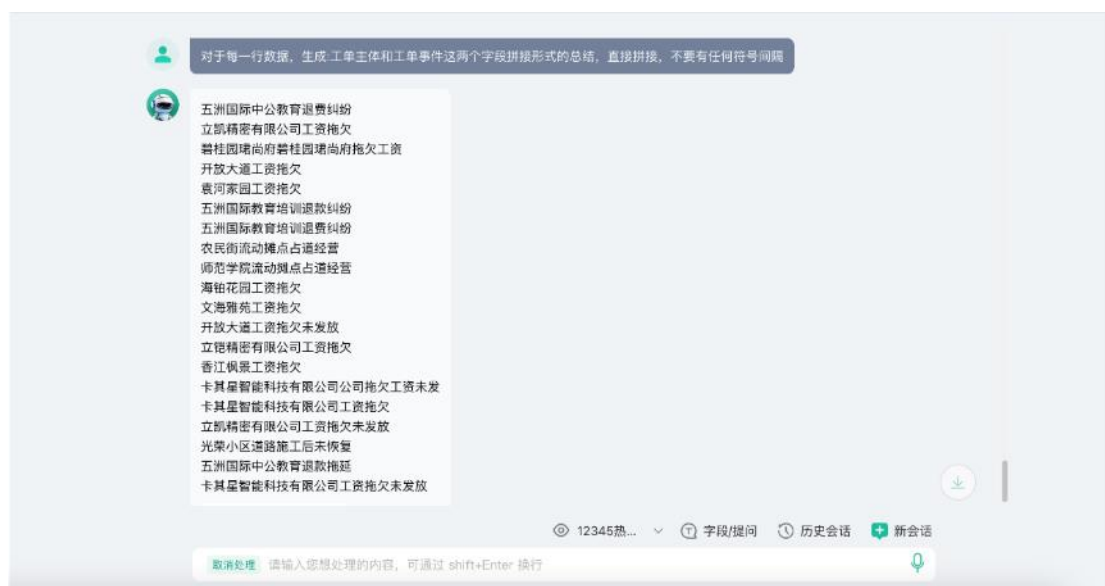 对于每一行数据，生成:工单主体和工单事件这两个字段拼接形式的总结，直接拼接，不要有任何符号间隔
五洲国际中公教育退费纠纷
立凯精密有限公司工资拖欠
碧桂园珺尚府碧桂园珺尚府拖欠工资
开放大道工资拖欠
袁河家园工资拖欠
五洲国际教育培训退款纠纷
五洲国际教育培训退费纠纷
农民街流动摊点占道经营
师范学院流动摊点占道经营
海铂花园工资拖欠
文海雅苑工资拖欠
开放大道工资拖欠未发放
立铠精密有限公司工资拖欠
香江枫景工资拖欠
卡其星智能科技有限公司公司拖欠工资未发
卡其星智能科技有限公司工资拖欠
立凯精密有限公司工资拖欠未发放
光荣小区道路施工后未恢复
五洲国际中公教育退款拖延
卡其星智能科技有限公司工资拖欠未发放
12345热... 字段/提问 历史会话 新会话
取消处理 请输入您想处理的内容，可通过 shift+Enter 换行